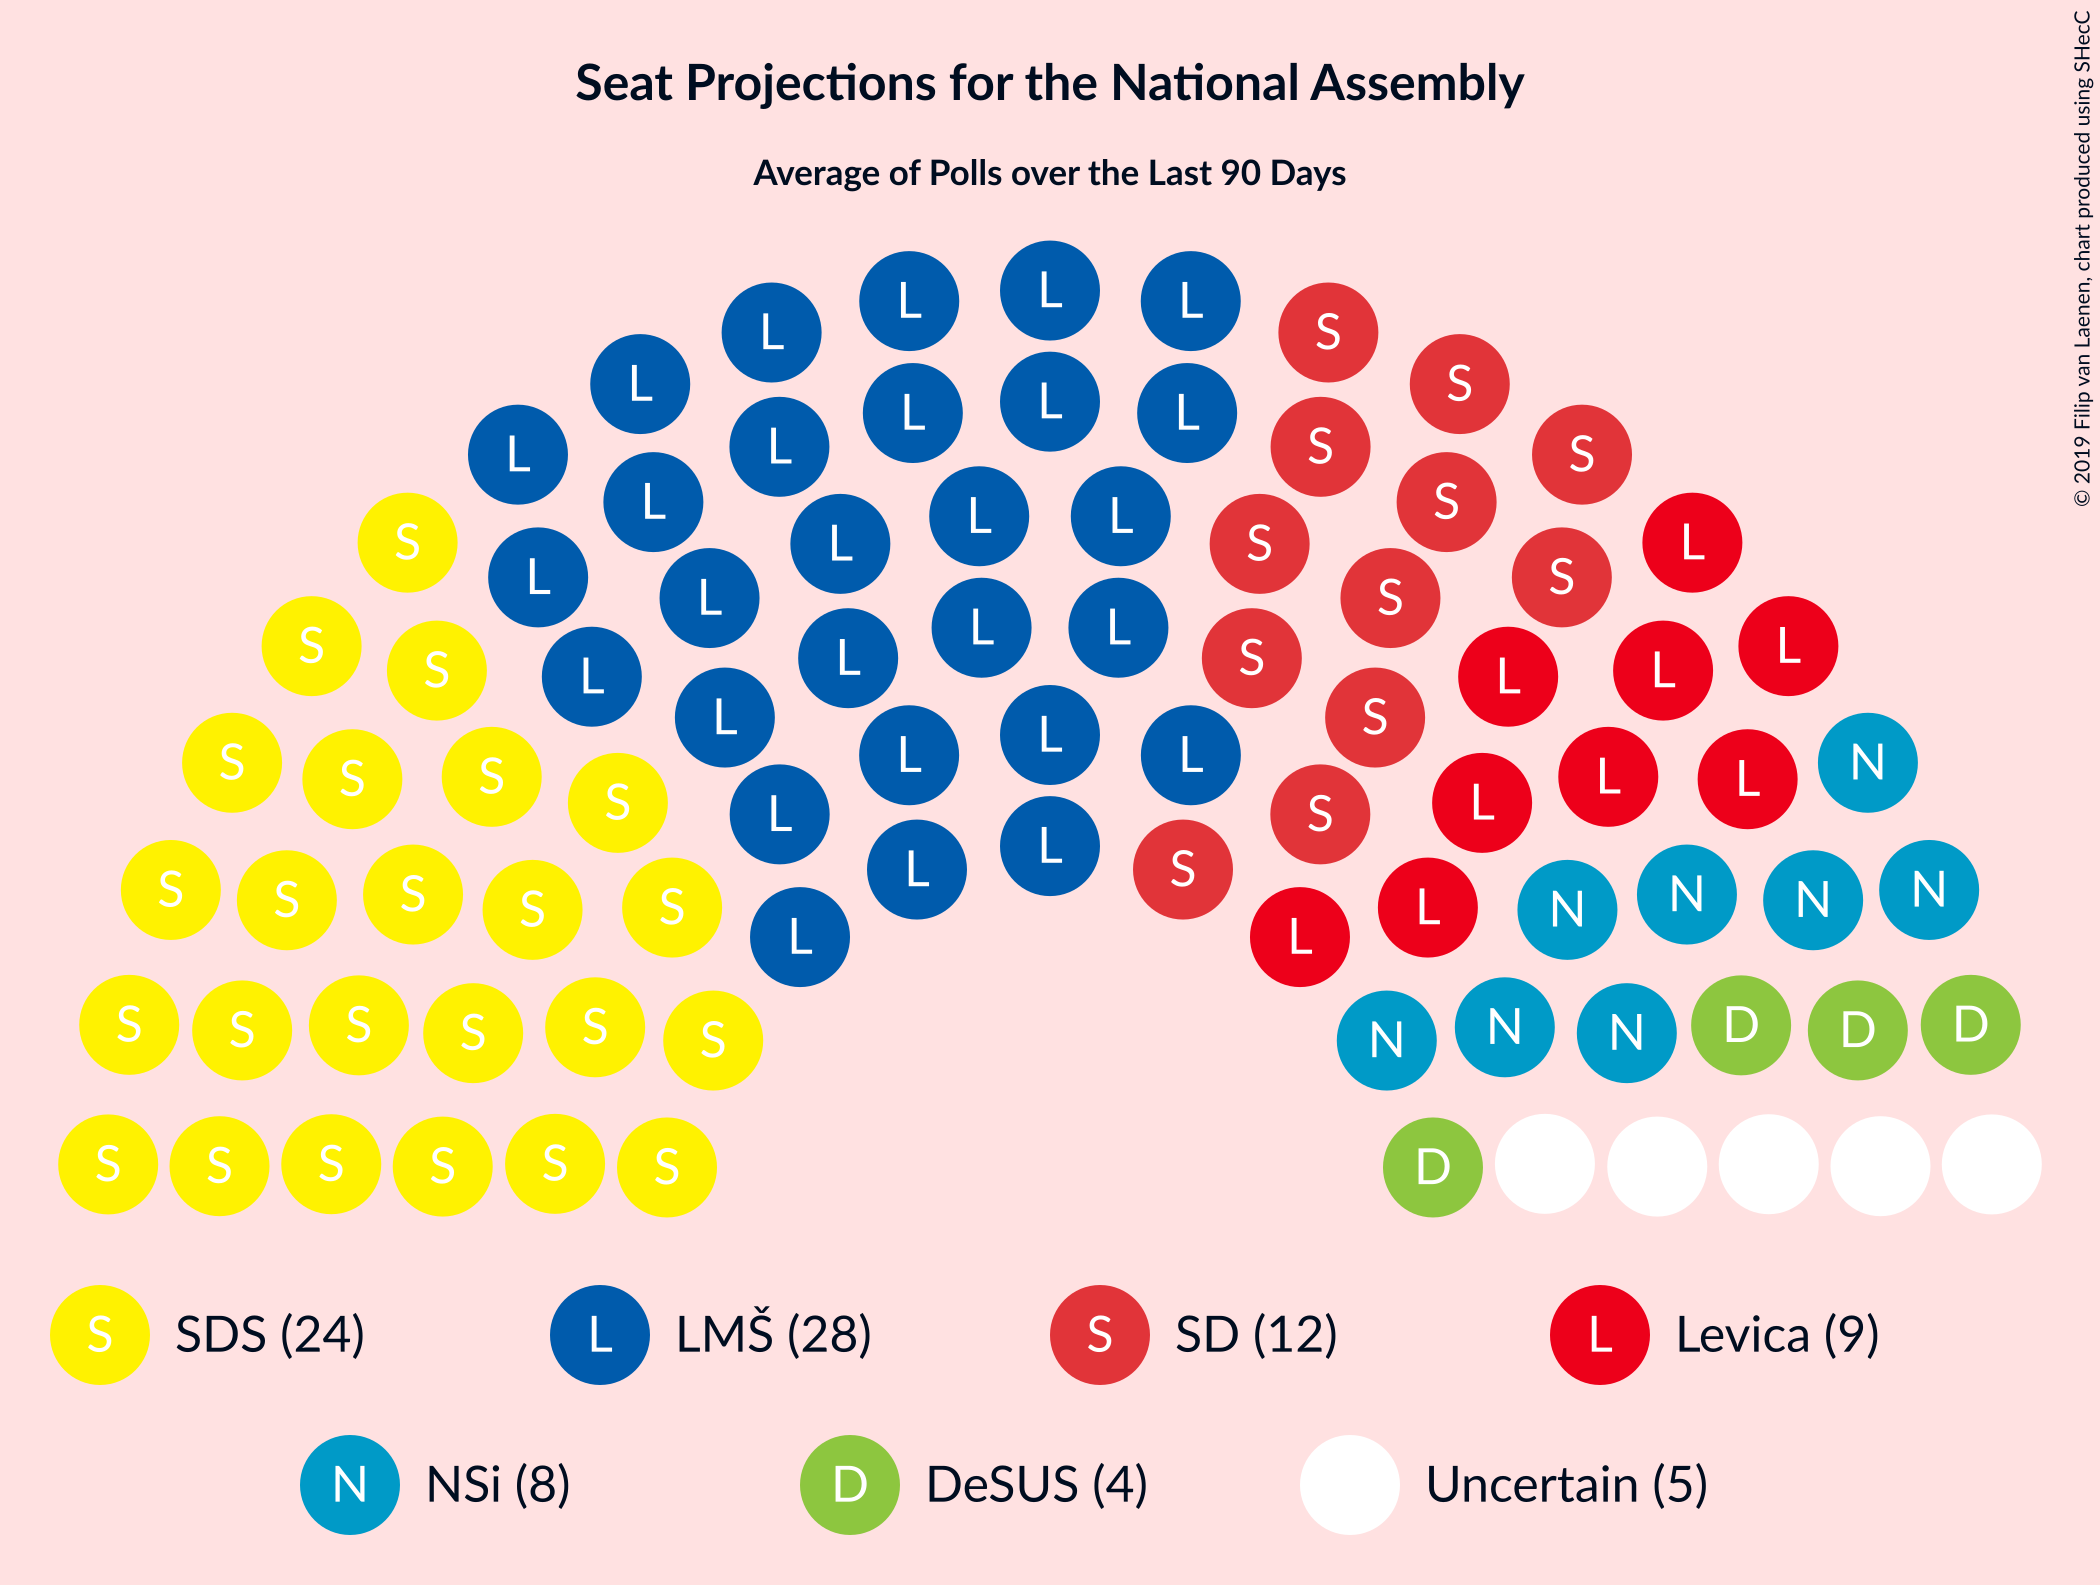 Seat Projections for the National Assembly
Average of Polls over the Last 90 Days
© 2019 Filip van Laenen, chart produced using SHecC
L L L L S
L L S
L L L L L S S
S L L L S S L
L L L S S
S L L L S L
S L S L L
S L S
S S S S L L L L S L L L N
L S
S S S S S L L S L L N N N N
S S S S S S N N N D D D
S S S S S S D
S SDS (24) L LMŠ (28) S SD (12) L Levica (9)
N NSi (8) D DeSUS (4) Uncertain (5)